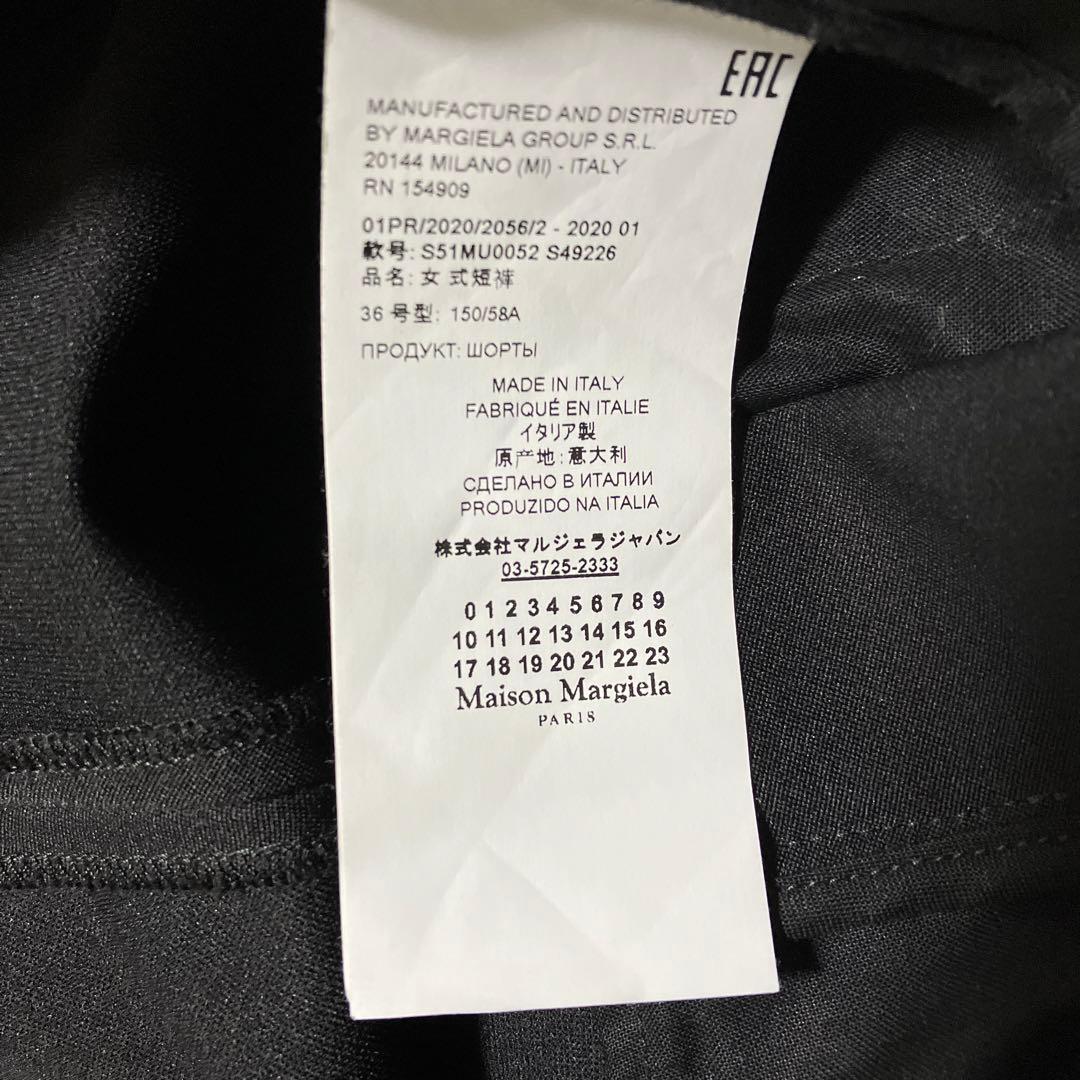 EAC
MANUFACTURED AND DISTRIBUTED
BY MARGIELA GROUP S.R.L.
20144 MILANO (MI) - ITALY
RN 154909
01PR/2020/2056/2 - 2020 01
款号: S51MU0052 S49226
品名: 女 式短裤
36 号型: 150/58A
ПРОДУКТ: ШОРТЫ
MADE IN ITALY
FABRIQUÉ EN ITALIE
イタリア製
原产地:意大利
СДЕЛАНО В ИТАЛИИ
PRODUZIDO NA ITALIA
株式会社マルジェラジャパン
03-5725-2333
0 1 2 3 4 5 6 7 8 9
10 11 12 13 14 15 16
17 18 19 20 21 22 23
Maison Margiela
PARIS